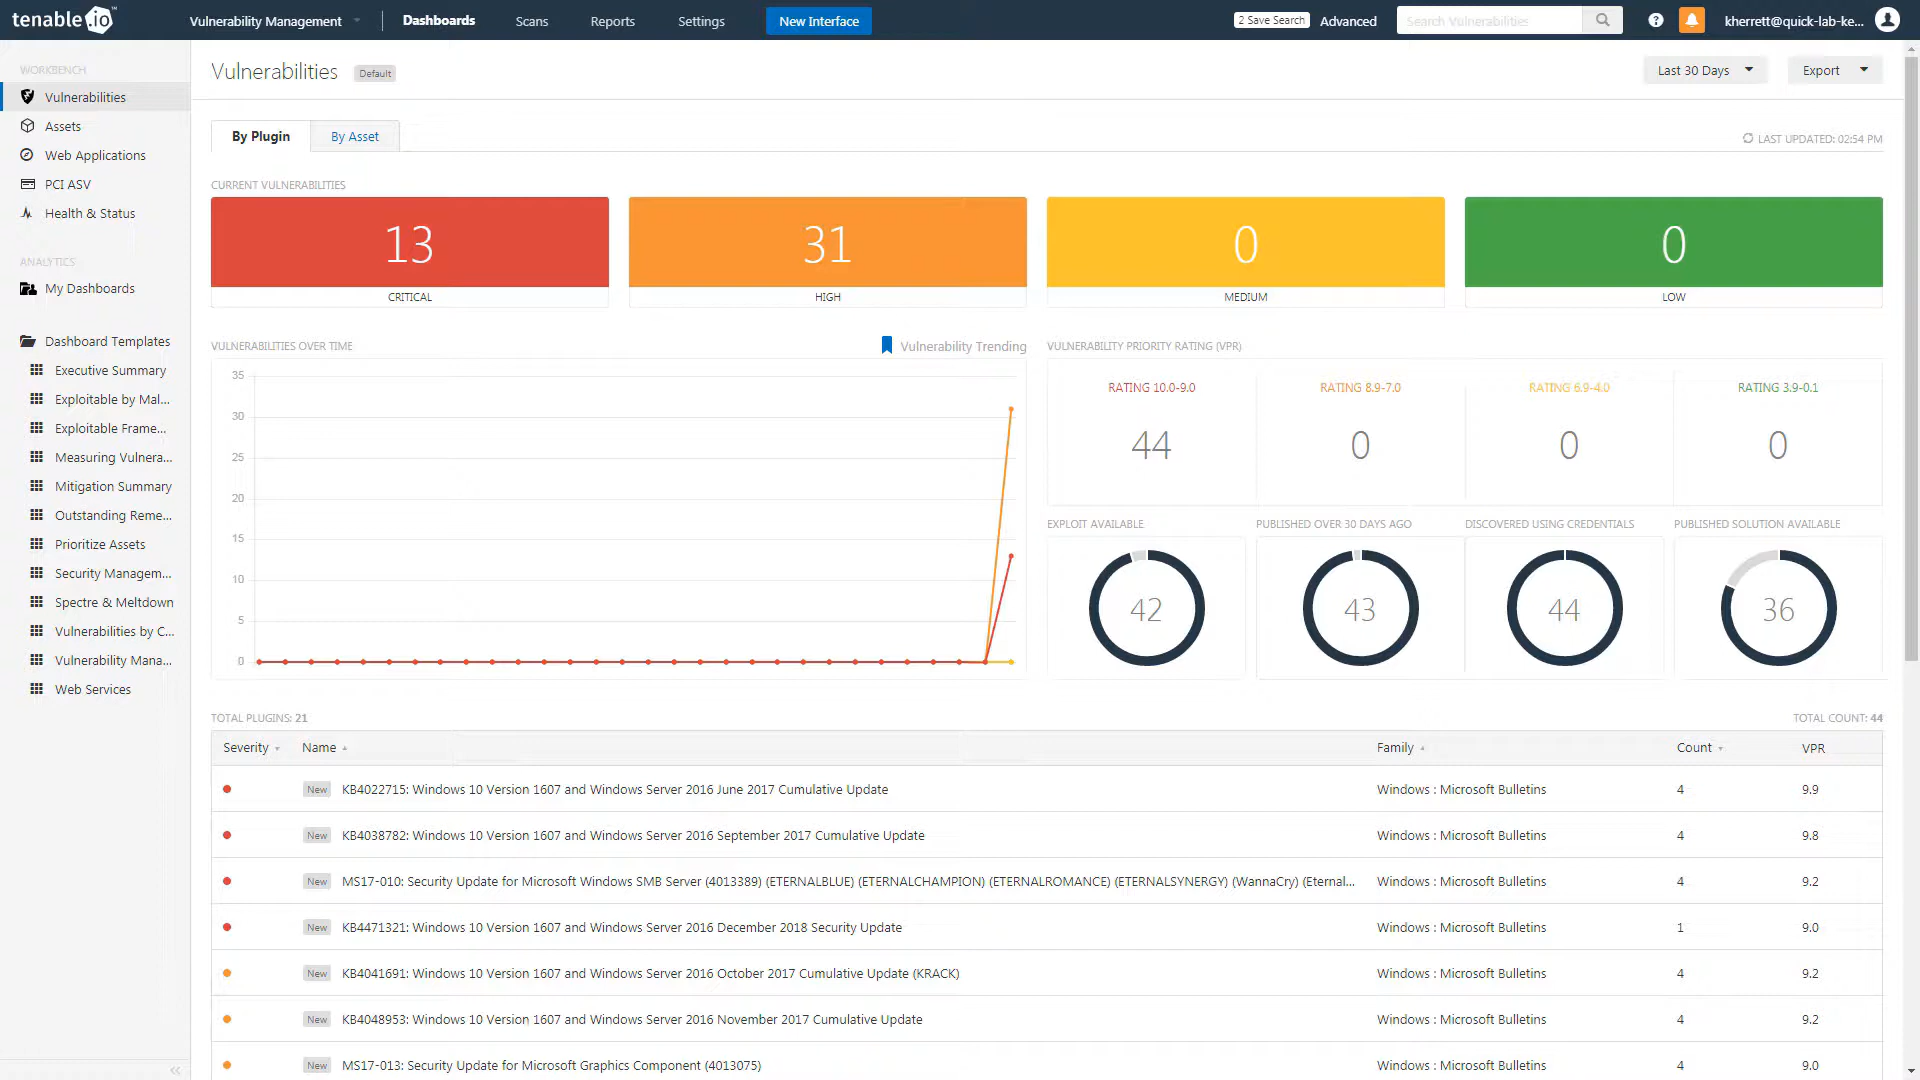 tenable.io™
Vulnerability Management
Dashboards
Scans
Reports
Settings
New Interface
2 Save Search
Advanced
Search Vulnerabilities
?
kherrett@quick-lab-ke...
WORKBENCH
Vulnerabilities
Assets
Web Applications
PCI ASV
Health & Status
ANALYTICS
My Dashboards
Dashboard Templates
Executive Summary
Exploitable by Mal...
Exploitable Frame...
Measuring Vulnera...
Mitigation Summary
Outstanding Reme...
Prioritize Assets
Security Managem...
Spectre & Meltdown
Vulnerabilities by C...
Vulnerability Mana...
Web Services
Vulnerabilities
Default
Last 30 Days
Export
By Plugin
By Asset
LAST UPDATED: 02:54 PM
CURRENT VULNERABILITIES
13
CRITICAL
31
HIGH
0
MEDIUM
0
LOW
VULNERABILITIES OVER TIME
Vulnerability Trending
35
30
25
20
15
10
5
0
VULNERABILITY PRIORITY RATING (VPR)
RATING 10.0-9.0
44
RATING 8.9-7.0
0
RATING 6.9-4.0
0
RATING 3.9-0.1
0
EXPLOIT AVAILABLE
42
PUBLISHED OVER 30 DAYS AGO
43
DISCOVERED USING CREDENTIALS
44
PUBLISHED SOLUTION AVAILABLE
36
TOTAL PLUGINS: 21
TOTAL COUNT: 44
Severity Name Family Count VPR
New KB4022715: Windows 10 Version 1607 and Windows Server 2016 June 2017 Cumulative Update Windows : Microsoft Bulletins 4 9.9
New KB4038782: Windows 10 Version 1607 and Windows Server 2016 September 2017 Cumulative Update Windows : Microsoft Bulletins 4 9.8
New MS17-010: Security Update for Microsoft Windows SMB Server (4013389) (ETERNALBLUE) (ETERNALCHAMPION) (ETERNALROMANCE) (ETERNALSYNERGY) (WannaCry) (Eternal... Windows : Microsoft Bulletins 4 9.2
New KB4471321: Windows 10 Version 1607 and Windows Server 2016 December 2018 Security Update Windows : Microsoft Bulletins 1 9.0
New KB4041691: Windows 10 Version 1607 and Windows Server 2016 October 2017 Cumulative Update (KRACK) Windows : Microsoft Bulletins 4 9.2
New KB4048953: Windows 10 Version 1607 and Windows Server 2016 November 2017 Cumulative Update Windows : Microsoft Bulletins 4 9.2
New MS17-013: Security Update for Microsoft Graphics Component (4013075) Windows : Microsoft Bulletins 4 9.0